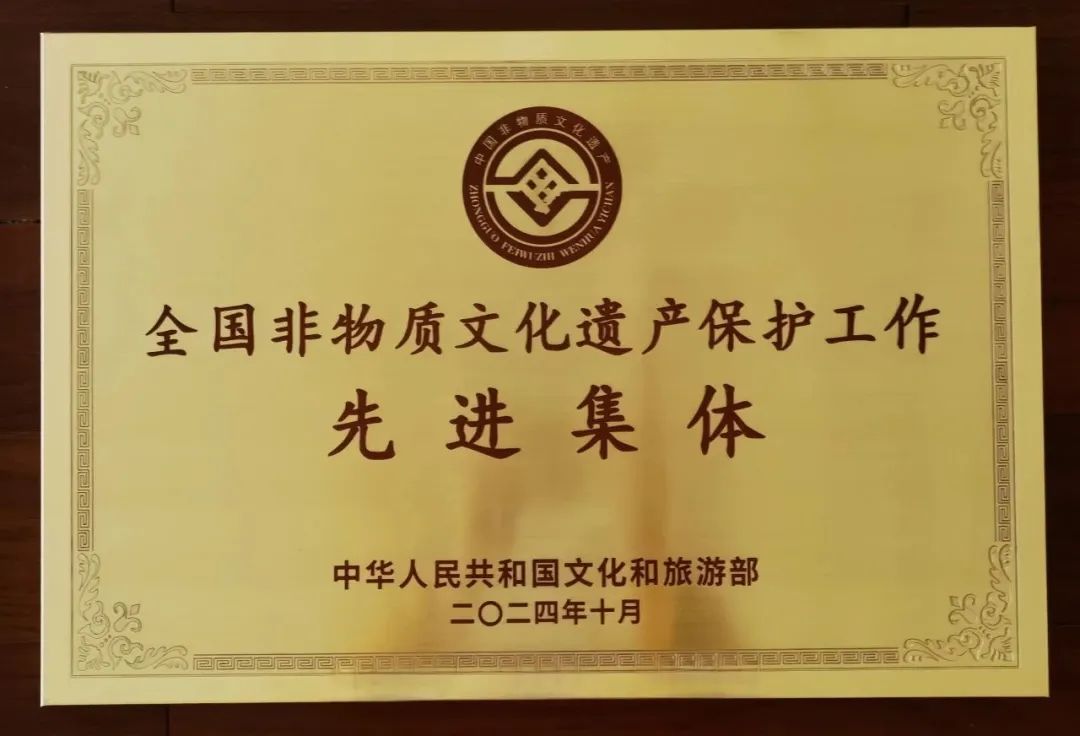 中国非物质文化遗产
ZHONGGUO FEIWUZHI WENHUA YICHAN
全国非物质文化遗产保护工作
先进集体
中华人民共和国文化和旅游部
二〇二四年十月